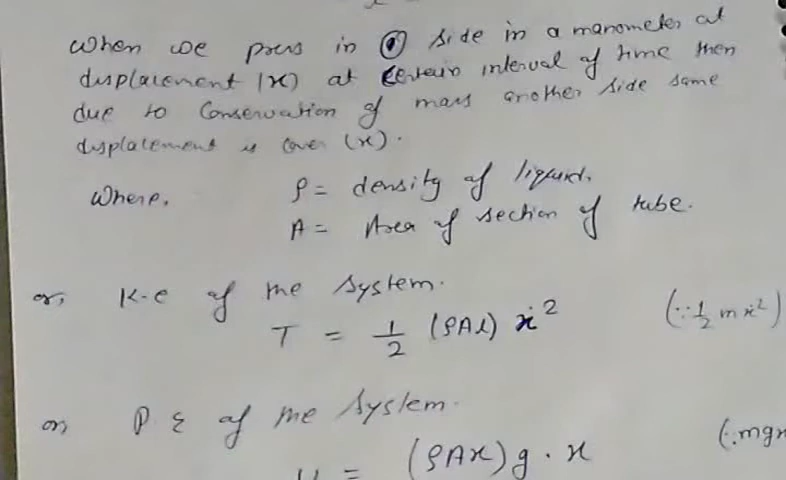 When we press in ① side in a manometer at
displacement (x) at certain interval of time then
due to conservation of mass another side same
displacement is cover (x).
where, ρ = density of liquid.
A = Area of section of tube.
or, K.e of the system.
T = 1/2 (ρAl) ẋ² (∵ 1/2 mẋ²)
or, P ε of the system.
U = (ρAx)g · x (∵ mgx